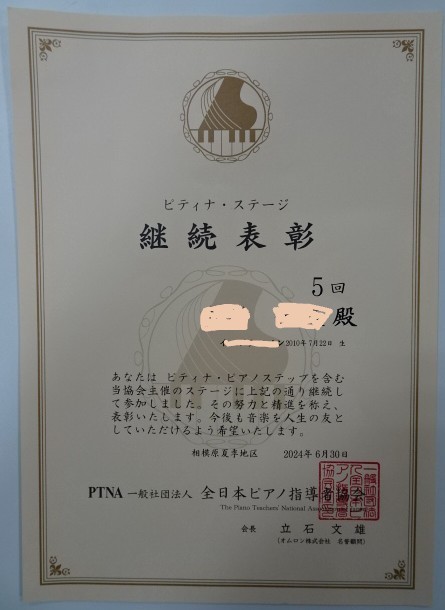 ピティナ・ステージ
継続表彰
5回
殿
2010年7月22日 生
あなたは ピティナ・ピアノステップを含む
当協会主催のステージに上記の通り継続し
て参加しました。その努力と精進を称え、
表彰いたします。今後も音楽を人生の友と
していただけるよう希望いたします。
相模原夏季地区 2024年6月30日
PTNA 一般社団法人 全日本ピアノ指導者協会
The Piano Teachers' National
会長 立石文雄
(オムロン株式会社 名誉顧問)